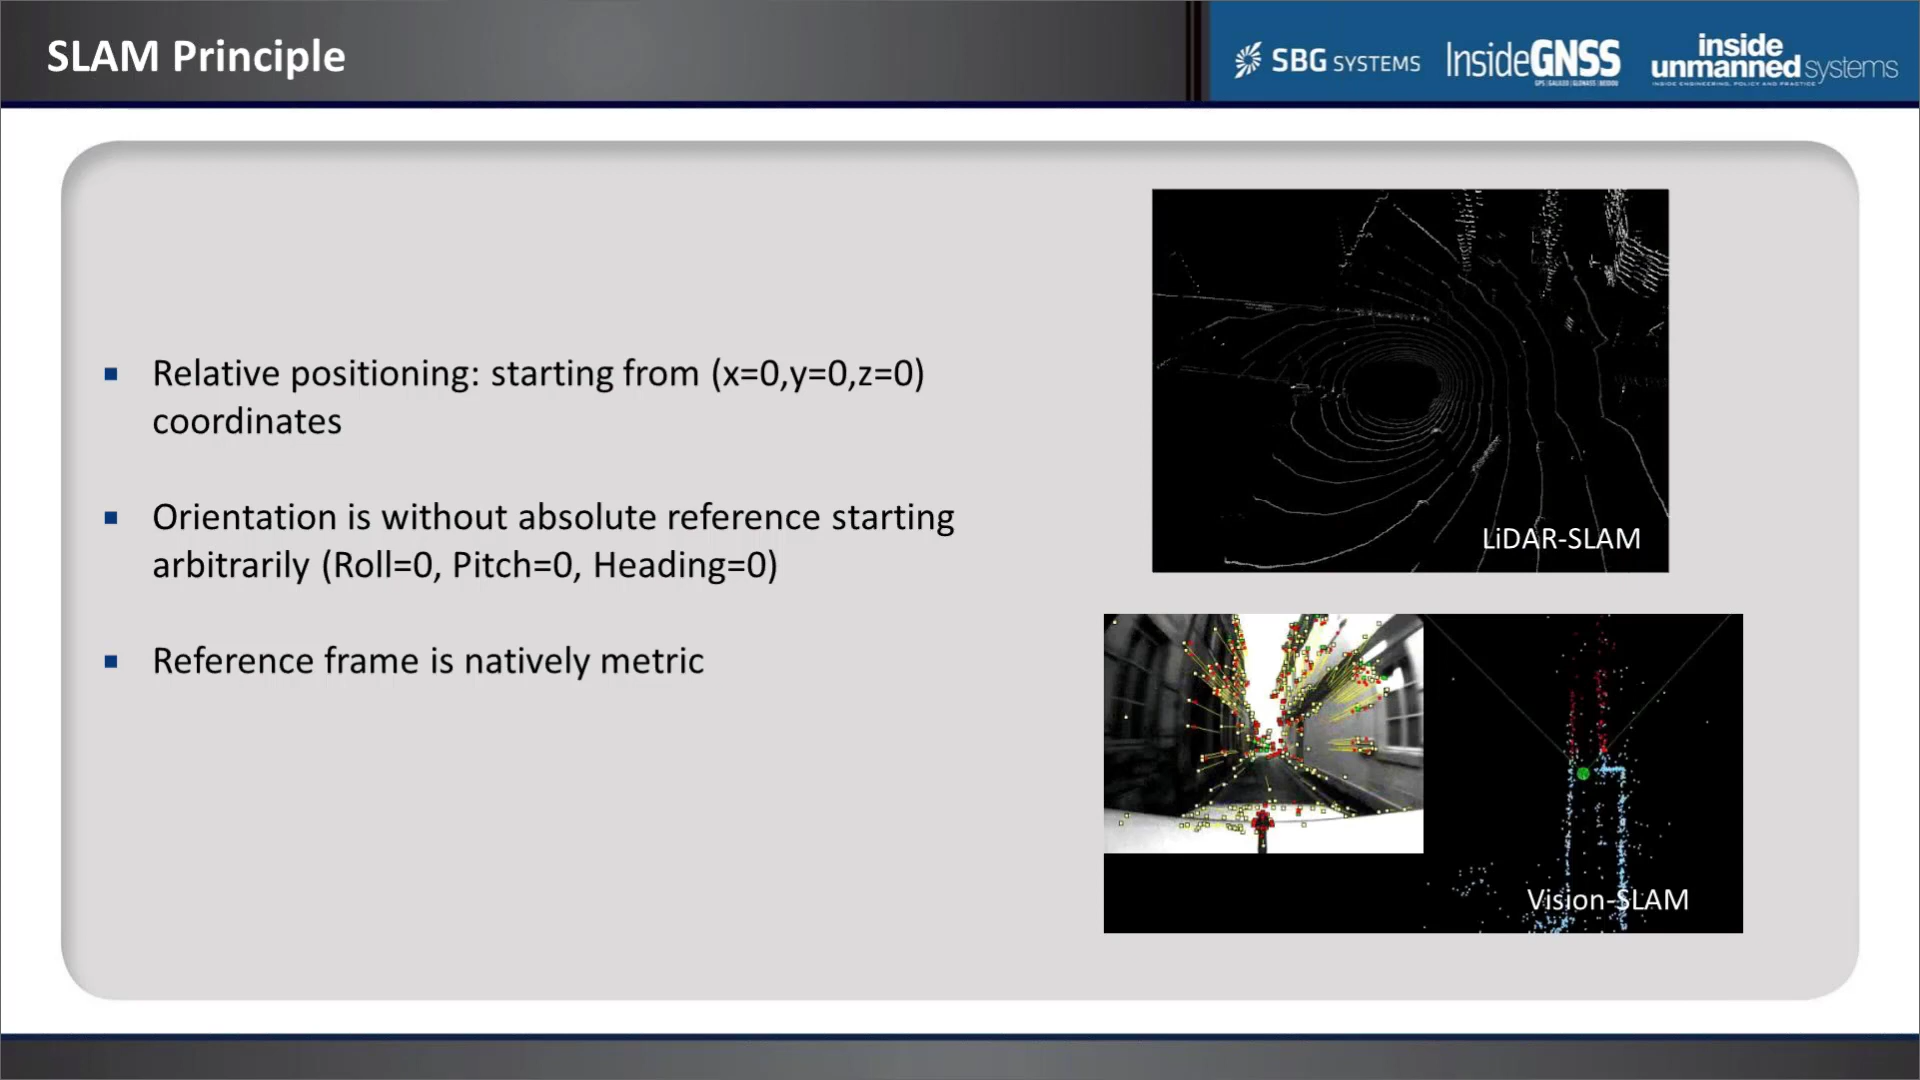 SLAM Principle
SBG SYSTEMS
InsideGNSS
GPS | GALILEO | GLONASS | BEIDOU
inside
unmanned systems
INSIDE ENGINEERING, POLICY AND PRACTICE
Relative positioning: starting from (x=0,y=0,z=0)
coordinates
Orientation is without absolute reference starting
arbitrarily (Roll=0, Pitch=0, Heading=0)
Reference frame is natively metric
LiDAR-SLAM
Vision-SLAM